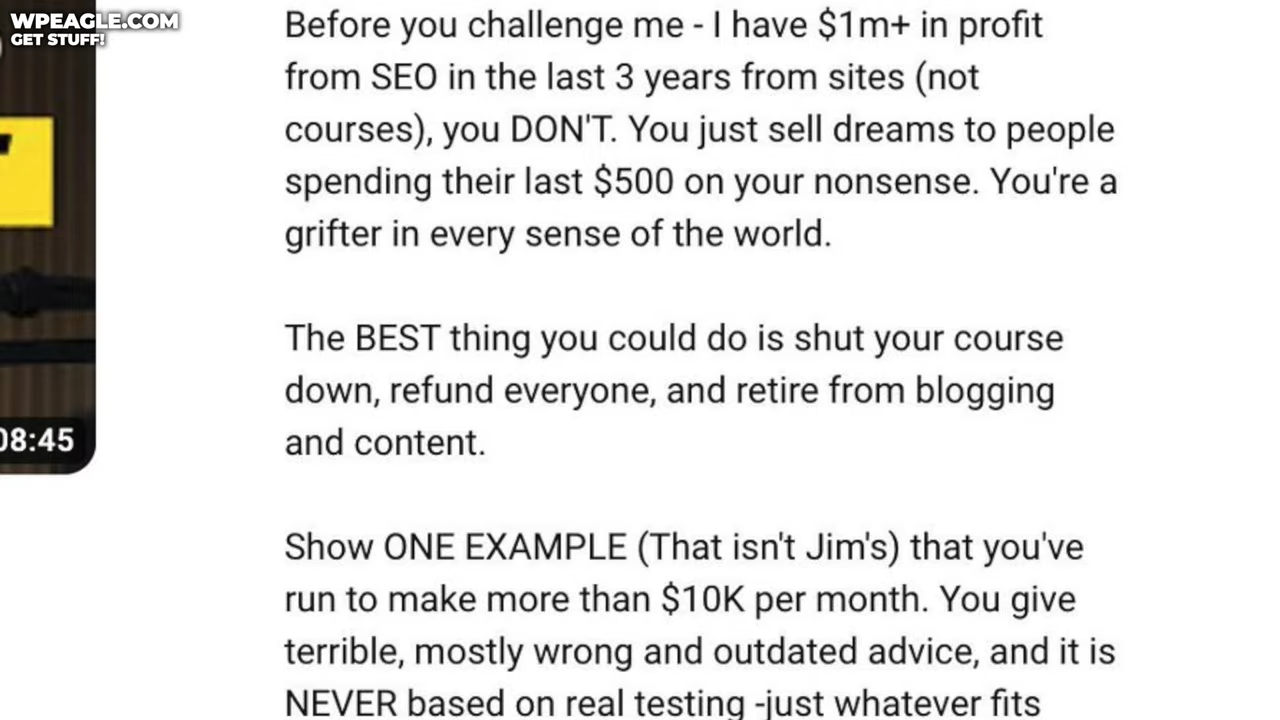 WPEAGLE.COM
GET STUFF!
Before you challenge me - I have $1m+ in profit
from SEO in the last 3 years from sites (not
courses), you DON'T. You just sell dreams to people
spending their last $500 on your nonsense. You're a
grifter in every sense of the world.
The BEST thing you could do is shut your course
down, refund everyone, and retire from blogging
and content.
08:45
Show ONE EXAMPLE (That isn't Jim's) that you've
run to make more than $10K per month. You give
terrible, mostly wrong and outdated advice, and it is
NEVER based on real testing -just whatever fits